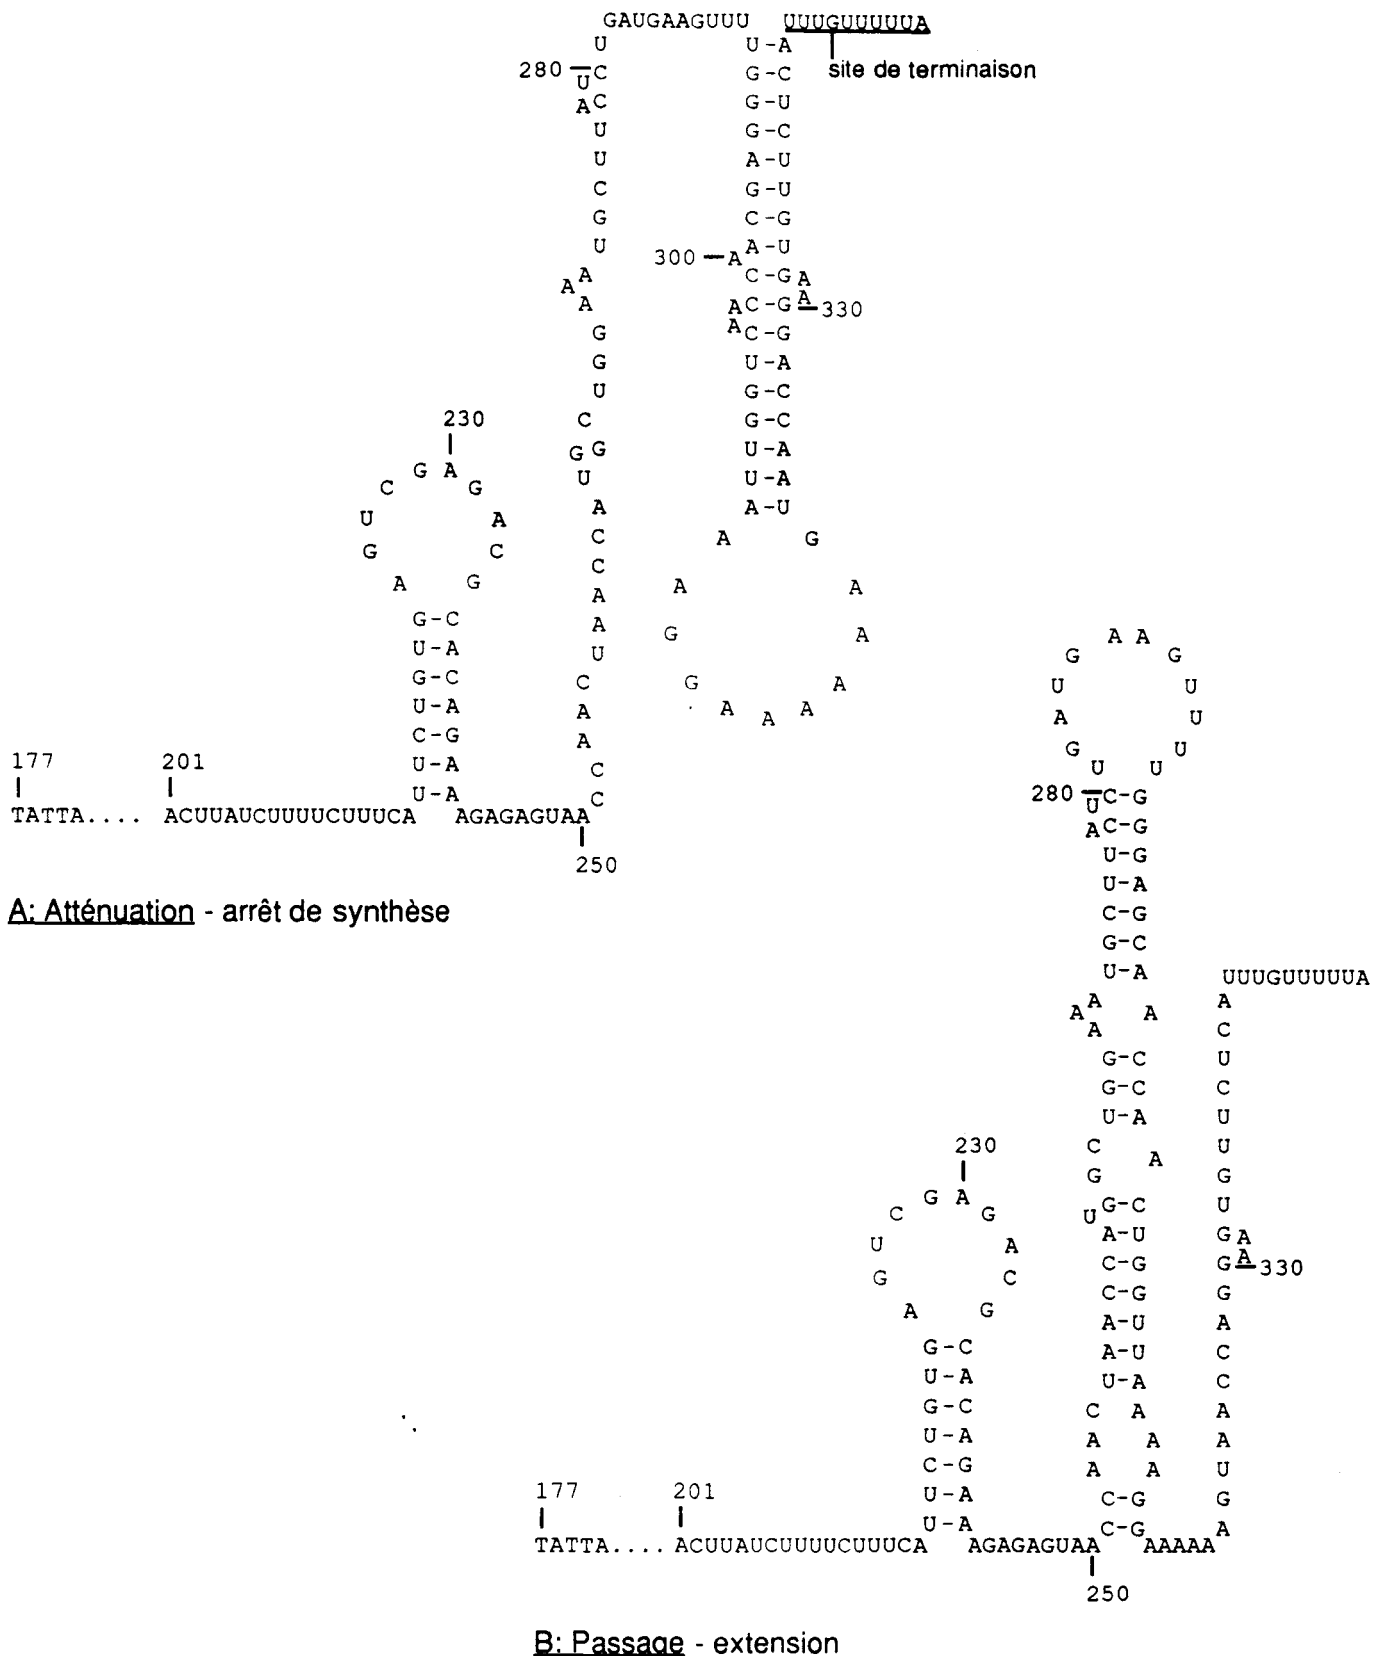 GAUGAAGUUU UUUGUUUUUA
U U-A
site de terminaison
280 C G-C
U
A C G-U
U G-C
U A-U
C G-U
G C-G
U A-U
300 A
A C-G A
A
A A C-G A 330
G A C-G
G U-A
U G-C
230
C G-C
G G U-A
G A
U U-A
C G
A A-U
U A
C A G
G C
C
A G A A
A
G-C
A G A
U-A U
G-C C G A
U-A A A A A
C-G A
177 201
U-A C
U-A C
TATTA.... ACUUAUCUUUUCUUUCA AGAGAGUAA
250
A: Atténuation - arrêt de synthèse
A A
G G
U U
A U
G U
U U
280 C-G
U
A C-G
U-G
U-A
C-G
G-C
U-A UUUGUUUUUA
A A
A A
A C
G-C U
G-C C
U-A U
230
C U
A
G G
G A G-C U
C G U
U A A-U G A
A
G C C-G G 330
A G C-G G
G-C A-U A
U-A A-U C
G-C U-A C
U-A C A A
C-G A A A
U-A A A U
177 201
C-G G
U-A C-G A
TATTA.... ACUUAUCUUUUCUUUCA AGAGAGUAA AAAAA
250
B: Passage - extension